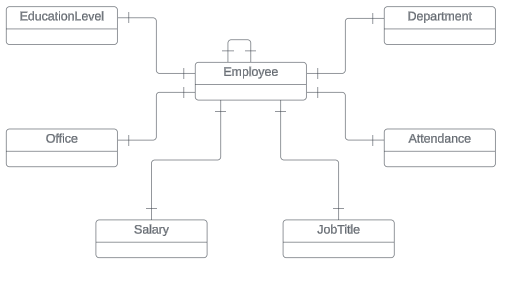 EducationLevel
Department
Employee
Office
Attendance
Salary
JobTitle